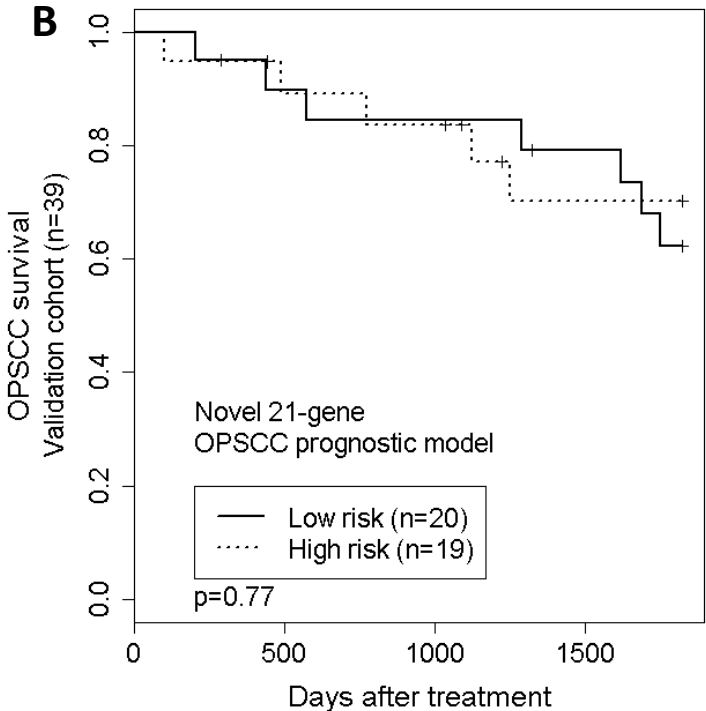 B
OPSCC survival
Validation cohort (n=39)
1.0
0.8
0.6
0.4
0.2
0.0
Novel 21-gene
OPSCC prognostic model
Low risk (n=20)
High risk (n=19)
p=0.77
0 500 1000 1500
Days after treatment